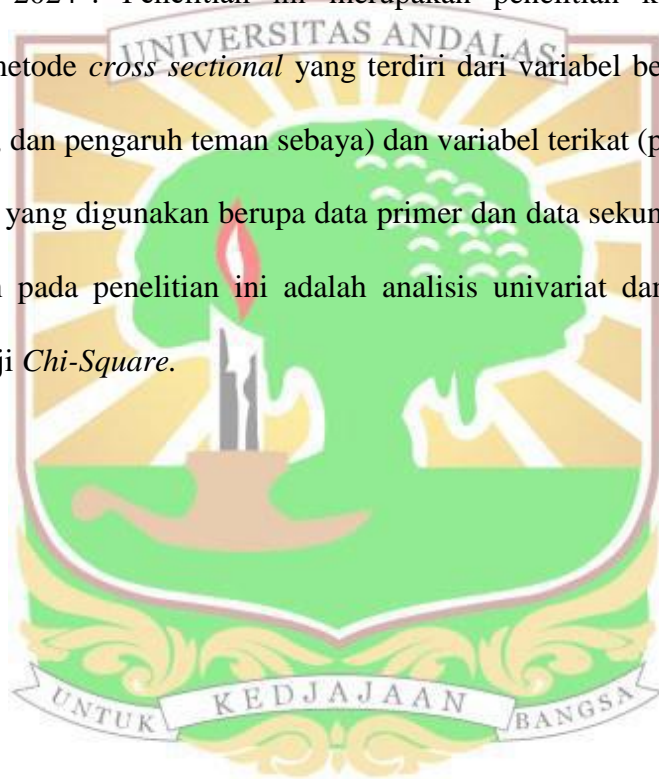 2024". Penelitian ini merupakan penelitian k
UNIVERSITAS ANDALAS
metode cross sectional yang terdiri dari variabel be
dan pengaruh teman sebaya) dan variabel terikat (p
yang digunakan berupa data primer dan data sekun
pada penelitian ini adalah analisis univariat dan
ji Chi-Square.
UNTUK KEDJAJAAN BANGSA